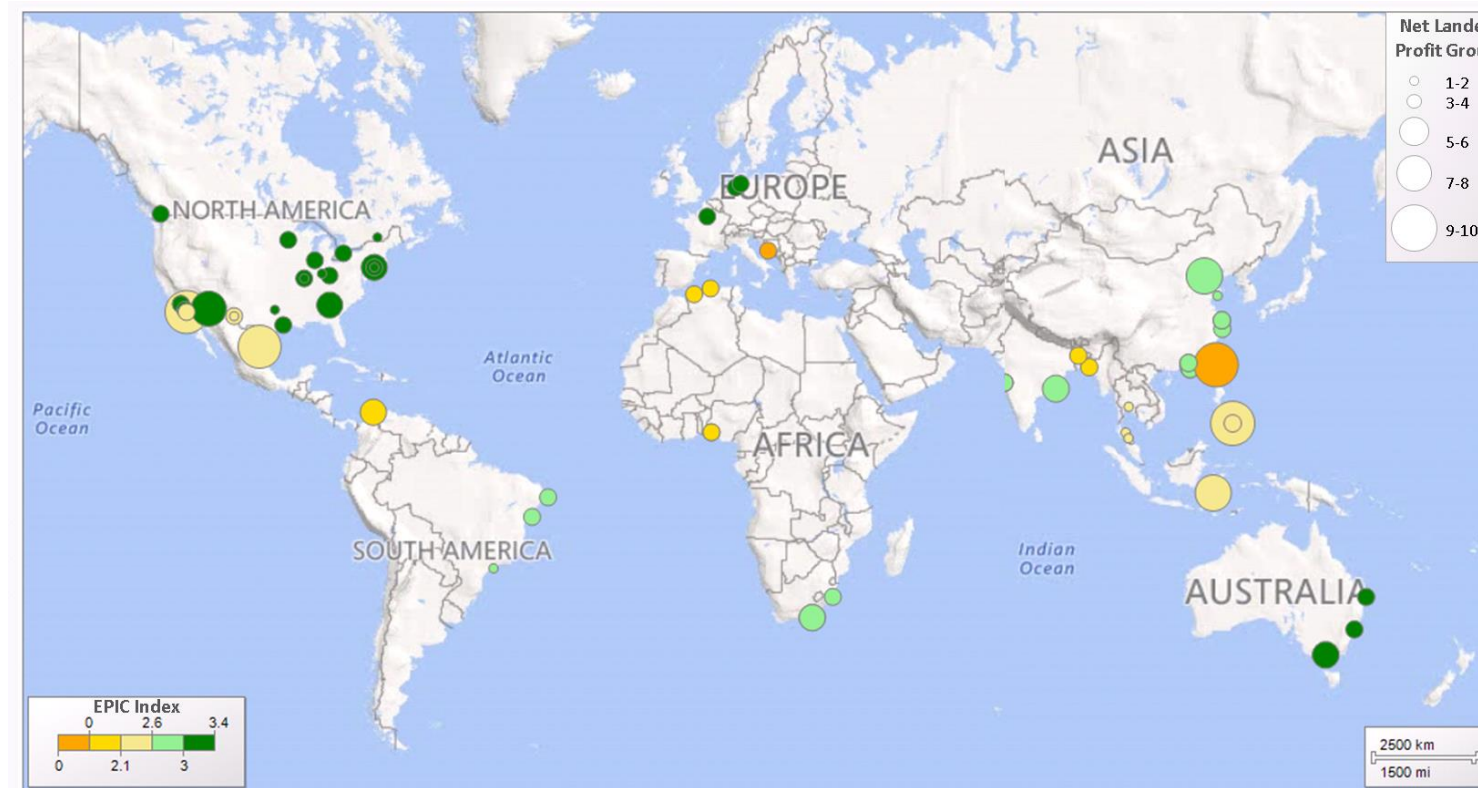 Net Lande
Profit Grou
1-2
3-4
5-6
7-8
9-10
ASIA
EUROPE
NORTH AMERICA
Atlantic
Ocean
Pacific
Ocean
AFRICA
SOUTH AMERICA
Indian
Ocean
AUSTRALIA
EPIC Index
0 2.6 3.4
0 2.1 3
2500 km
1500 mi